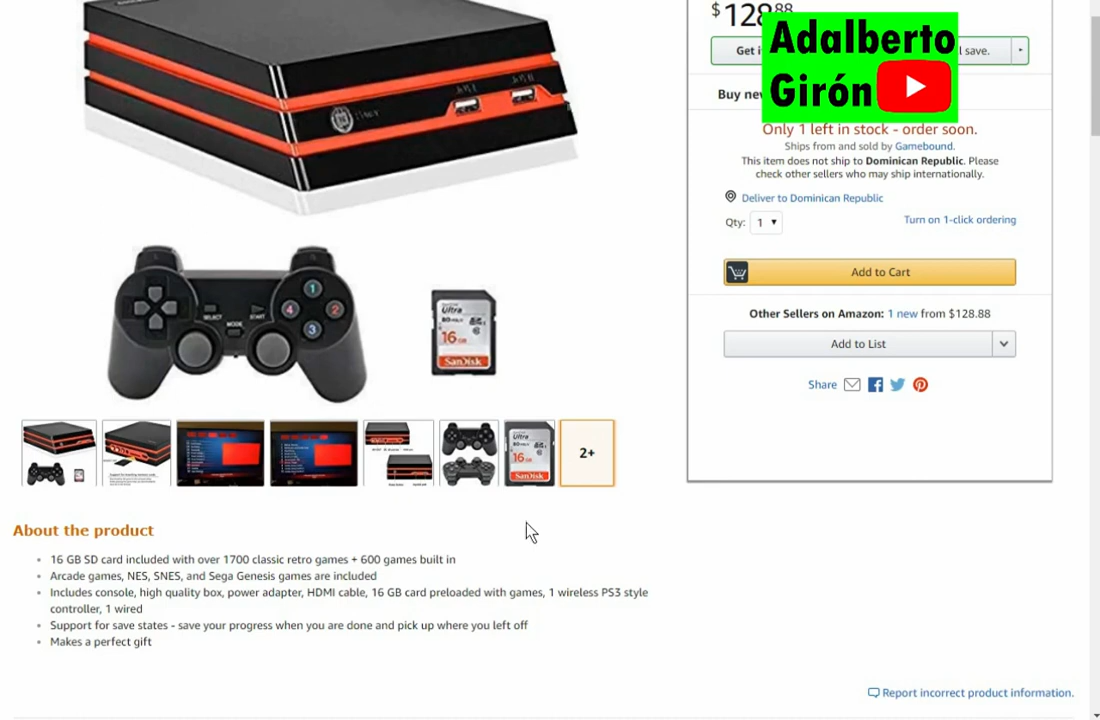 $128.88
Adalberto
Girón
Get i
l save.
Buy new
Only 1 left in stock - order soon.
Ships from and sold by Gamebound.
This item does not ship to Dominican Republic. Please
check other sellers who may ship internationally.
Deliver to Dominican Republic
Qty: 1
Turn on 1-click ordering
Add to Cart
Other Sellers on Amazon: 1 new from $128.88
Add to List
Share
SELECT
START
MODE
1
2
3
4
Ultra
80MB/s
16GB
SanDisk
Ultra
16
SanDisk
2+
About the product
16 GB SD card included with over 1700 classic retro games + 600 games built in
Arcade games, NES, SNES, and Sega Genesis games are included
Includes console, high quality box, power adapter, HDMI cable, 16 GB card preloaded with games, 1 wireless PS3 style
controller, 1 wired
Support for save states - save your progress when you are done and pick up where you left off
Makes a perfect gift
Report incorrect product information.